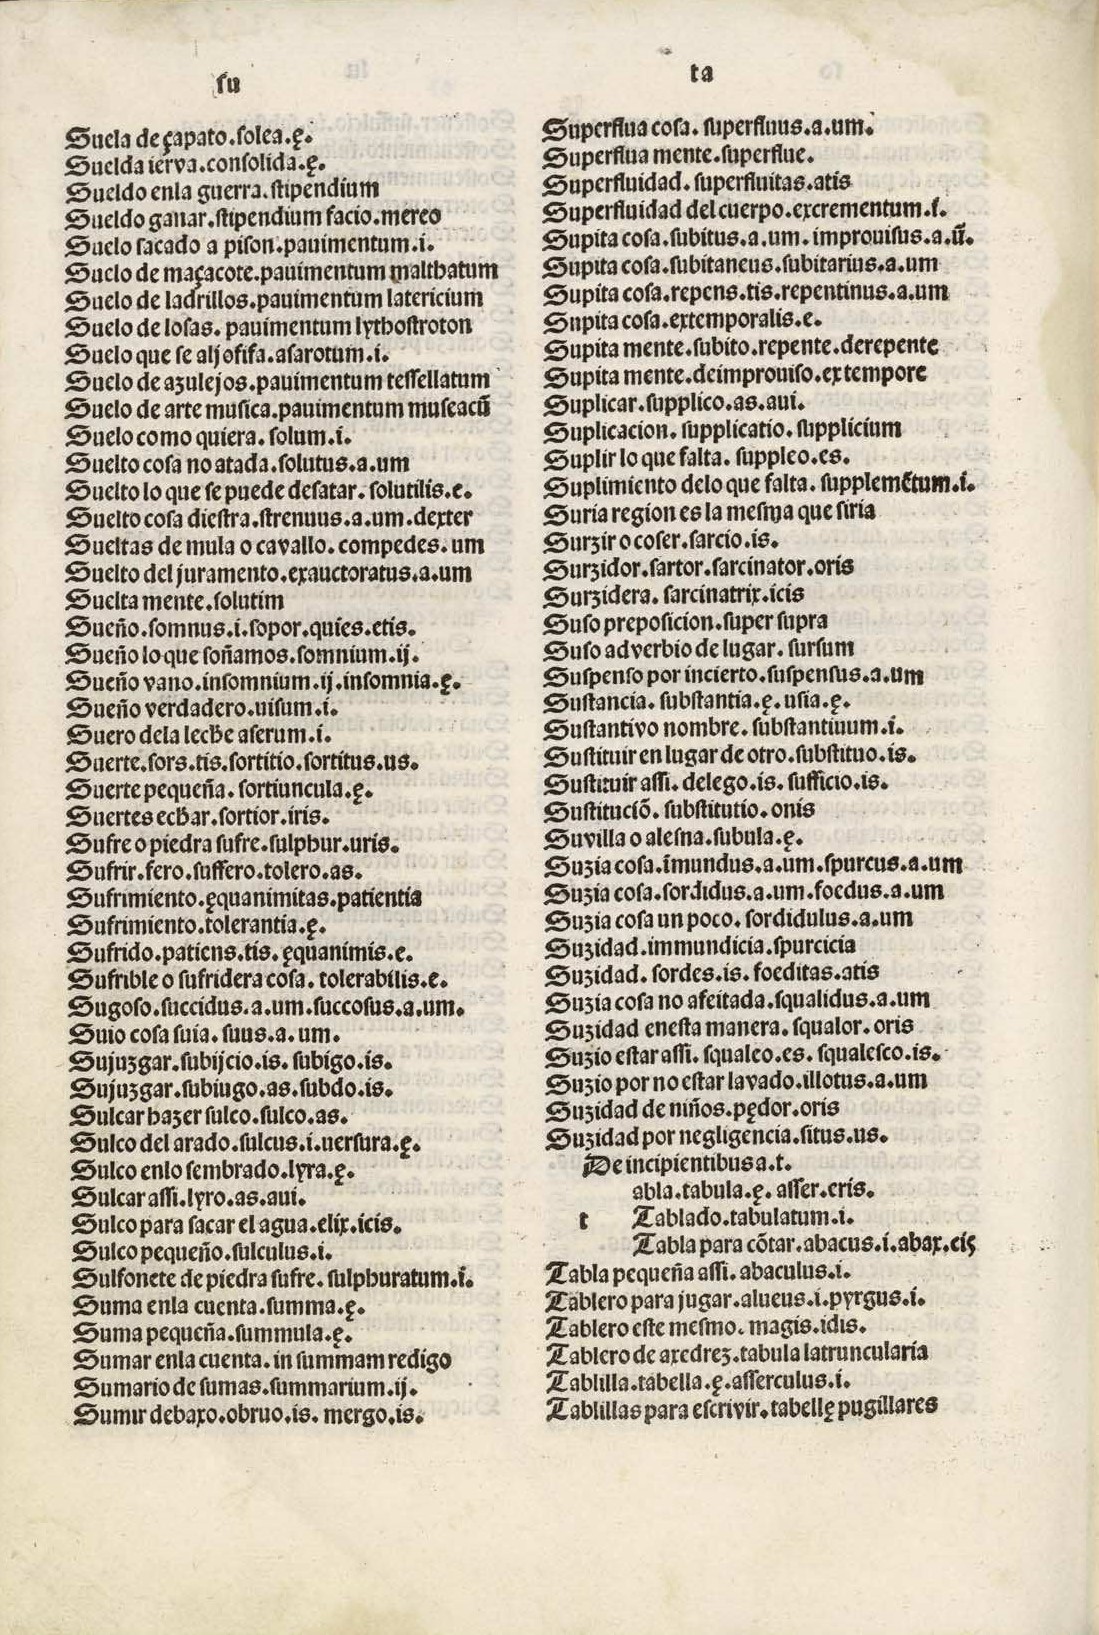 su
Suela de çapato.solea.ę.
Suelda ierva.consolida.ę.
Sueldo enla guerra.stipendium
Sueldo ganar.stipendium facio.mereo
Suelo sacado a pison.pauimentum.i.
Suelo de maçacote.pauimentum malthatum
Suelo de ladrillos.pauimentum latericium
Suelo de losas. pauimentum lythostroton
Suelo que se aljofifa.asarotum.i.
Suelo de azulejos.pauimentum tessellatum
Suelo de arte musica.pauimentum museacũ
Suelo como quiera. solum.i.
Suelto cosa no atada.solutus.a.um
Suelto lo que se puede desatar. solutilis.e.
Suelto cosa diestra.strenuus.a.um.dexter
Sueltas de mula o cavallo. compedes.um
Suelto del juramento.exauctoratus.a.um
Suelta mente.solutim
Sueño.somnus.i.sopor.quies.etis.
Sueño lo que soñamos.somnium.ij.
Sueño vano.insomnium.ij.insomnia.ę.
Sueño verdadero.uisum.i.
Suero dela leche aserum.i.
Suerte.sors.tis.sortitio.sortitus.us.
Suerte pequeña. sortiuncula.ę.
Suertes echar.sortior.iris.
Sufre o piedra sufre.sulphur.uris.
Sufrir.fero.suffero.tolero.as.
Sufrimiento.ęquanimitas.patientia
Sufrimiento.tolerantia.ę.
Sufrido.patiens.tis.ęquanimis.e.
Sufrible o sufridera cosa. tolerabilis.e.
Sugoso.succidus.a.um.succosus.a.um.
Suio cosa suia. suus.a.um.
Sujuzgar.subijcio.is. subigo.is.
Sujuzgar.subiugo.as.subdo.is.
Sulcar hazer sulco.sulco.as.
Sulco del arado.sulcus.i.uersura.ę.
Sulco enlo sembrado.lyra.ę.
Sulcar assi.lyro.as.aui.
Sulco para sacar el agua.elix.icis.
Sulco pequeño.sulculus.i.
Sulfonete de piedra sufre. sulphuratum.i.
Suma enla cuenta.summa.ę.
Suma pequeña.summula.ę.
Sumar enla cuenta.in summam redigo
Sumario de sumas.summarium.ij.
Sumir debaxo.obruo.is. mergo.is.
ta
Superflua cosa. superfluus.a.um.
Superflua mente.superflue.
Superfluidad. superfluitas.atis
Superfluidad del cuerpo.excrementum.i.
Supita cosa.subitus.a.um.improuisus.a.ũ.
Supita cosa.subitaneus.subitarius.a.um
Supita cosa.repens.tis.repentinus.a.um
Supita cosa.extemporalis.e.
Supita mente.subito.repente.derepente
Supita mente.deimprouiso.ex tempore
Suplicar.supplico.as.aui.
Suplicacion. supplicatio.supplicium
Suplir lo que falta. suppleo.es.
Suplimiento delo que falta. supplemẽtum.i.
Suria region es la mesma que siria
Surzir o coser.sarcio.is.
Surzidor.sartor.sarcinator.oris
Surzidera. sarcinatrix.icis
Suso preposicion.super supra
Suso adverbio de lugar. sursum
Suspenso por incierto.suspensus.a.um
Sustancia. substantia.ę.usia.ę.
Sustantivo nombre. substantiuum.i.
Sustituir en lugar de otro.substituo.is.
Sustituir assi. delego.is. sufficio.is.
Sustituciõ. substitutio.onis
Suvilla o alesna.subula.ę.
Suzia cosa.ĩmundus.a.um.spurcus.a.um
Suzia cosa.sordidus.a.um.foedus.a.um
Suzia cosa un poco. sordidulus.a.um
Suzidad.immundicia.spurcicia
Suzidad. sordes.is.foeditas.atis
Suzia cosa no afeitada.squalidus.a.um
Suzidad enesta manera. squalor.oris
Suzio estar assi. squaleo.es. squalesco.is.
Suzio por no estar lavado.illotus.a.um
Suzidad de niños.pędor.oris
Suzidad por negligencia.situs.us.
De incipientibus a.t.
abla.tabula.ę. asser.eris.
t Tablado.tabulatum.i.
Tabla para cõtar.abacus.i.abax.cis
Tabla pequeña assi. abaculus.i.
Tablero para jugar.alueus.i.pyrgus.i.
Tablero este mesmo.magis.idis.
Tablero de axedrez.tabula latruncularia
Tablilla.tabella.ę.asserculus.i.
Tablillas para escrivir.tabellę pugillares